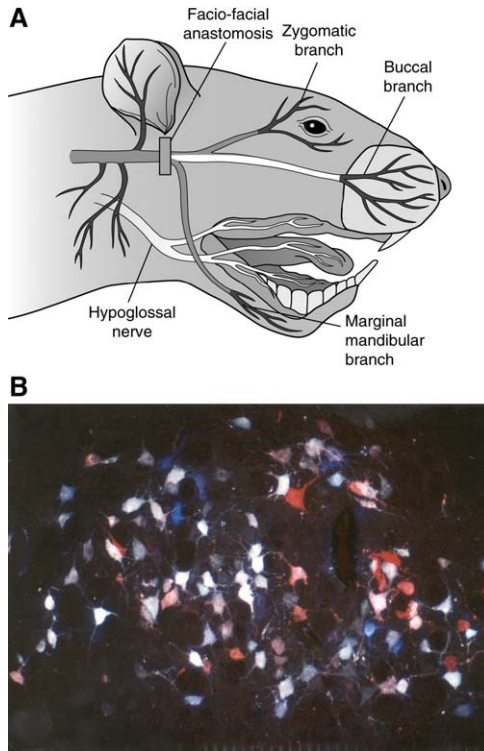 A
Facio-facial
anastomosis
Zygomatic
branch
Buccal
branch
Hypoglossal
nerve
Marginal
mandibular
branch
B